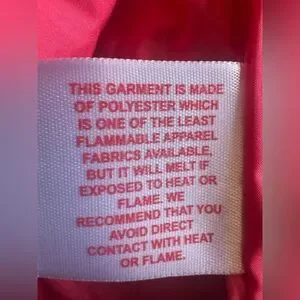 THIS GARMENT IS MADE
OF POLYESTER WHICH
IS ONE OF THE LEAST
FLAMMABLE APPAREL
FABRICS AVAILABLE,
BUT IT WILL MELT IF
EXPOSED TO HEAT OR
FLAME. WE
RECOMMEND THAT YOU
AVOID DIRECT
CONTACT WITH HEAT
OR FLAME.